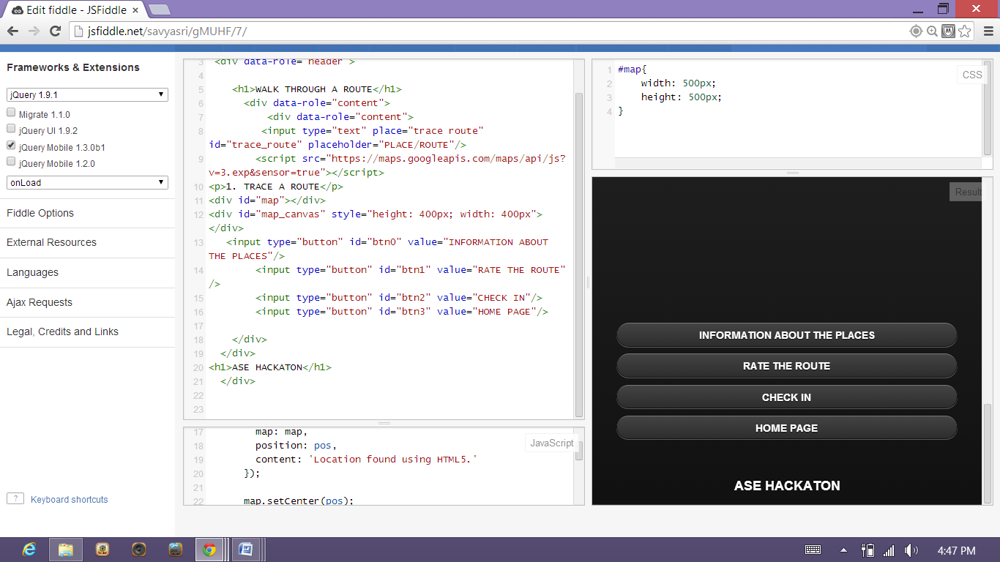 Edit fiddle - JSFiddle
jsfiddle.net/savyasri/gMUHF/7/
Frameworks & Extensions
jQuery 1.9.1
Migrate 1.1.0
jQuery UI 1.9.2
jQuery Mobile 1.3.0b1
jQuery Mobile 1.2.0
onLoad
Fiddle Options
External Resources
Languages
Ajax Requests
Legal, Credits and Links
? Keyboard shortcuts
3 <div data-role="header">
4
5 <h1>WALK THROUGH A ROUTE</h1>
6 <div data-role="content">
7 <div data-role="content">
8 <input type="text" place="trace route"
id="trace_route" placeholder="PLACE/ROUTE"/>
9 <script src="https://maps.googleapis.com/maps/api/js?
v=3.exp&sensor=true"></script>
10 <p>1. TRACE A ROUTE</p>
11 <div id="map"></div>
12 <div id="map_canvas" style="height: 400px; width: 400px">
</div>
13 <input type="button" id="btn0" value="INFORMATION ABOUT
THE PLACES"/>
14 <input type="button" id="btn1" value="RATE THE ROUTE"
/>
15 <input type="button" id="btn2" value="CHECK IN"/>
16 <input type="button" id="btn3" value="HOME PAGE"/>
17
18 </div>
19 </div>
20 <h1>ASE HACKATON</h1>
21 </div>
22
23
17 map: map,
18 position: pos,
19 content: 'Location found using HTML5.'
20 });
21
22 map.setCenter(pos);
JavaScript
1 #map{
2 width: 500px;
3 height: 500px;
4 }
CSS
Result
INFORMATION ABOUT THE PLACES
RATE THE ROUTE
CHECK IN
HOME PAGE
ASE HACKATON
4:47 PM